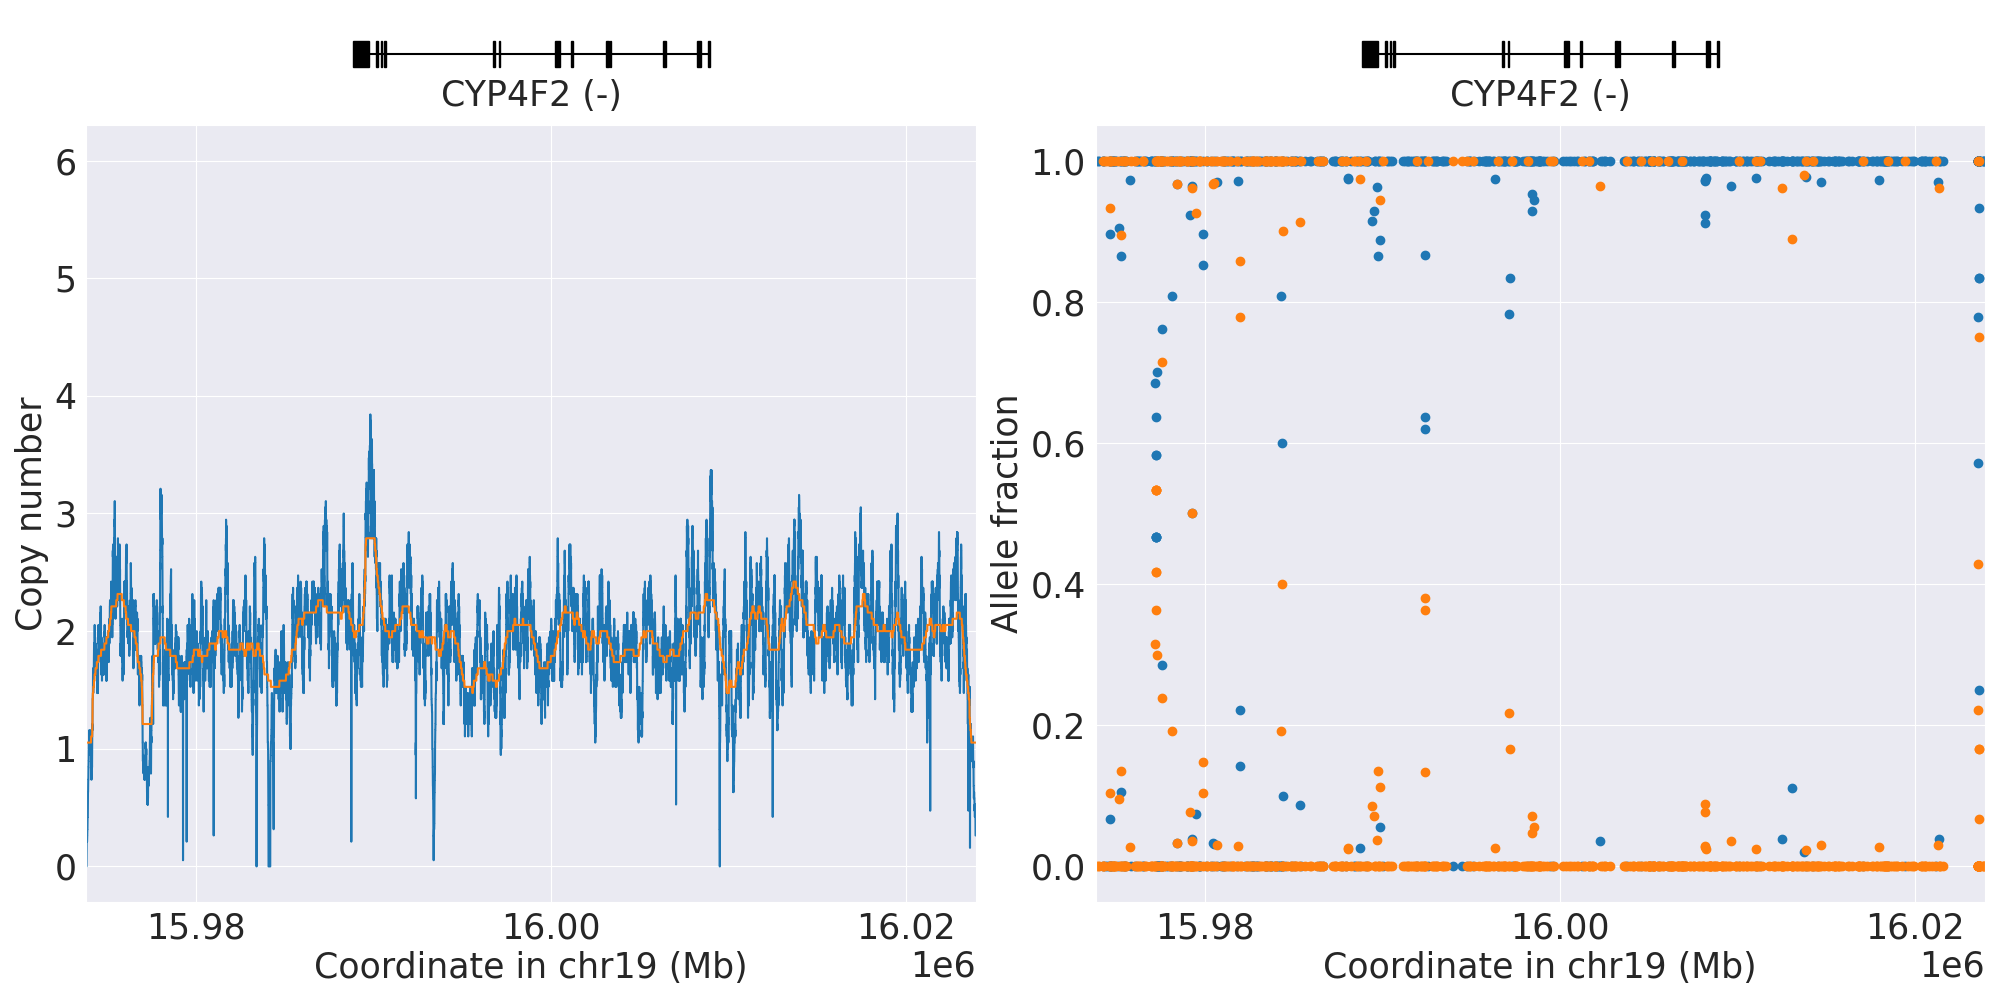 CYP4F2 (-)
6
5
4
3
2
1
0
Copy number
15.98 16.00 16.02
Coordinate in chr19 (Mb) 1e6
CYP4F2 (-)
1.0
0.8
0.6
0.4
0.2
0.0
Allele fraction
15.98 16.00 16.02
Coordinate in chr19 (Mb) 1e6